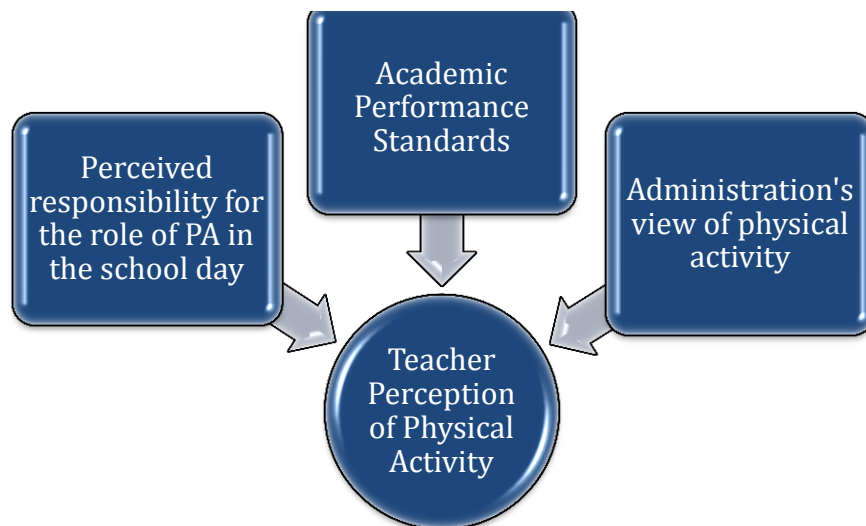 Academic
Performance
Standards
Perceived
responsibility for
the role of PA in
the school day
Administration's
view of physical
activity
Teacher
Perception
of Physical
Activity